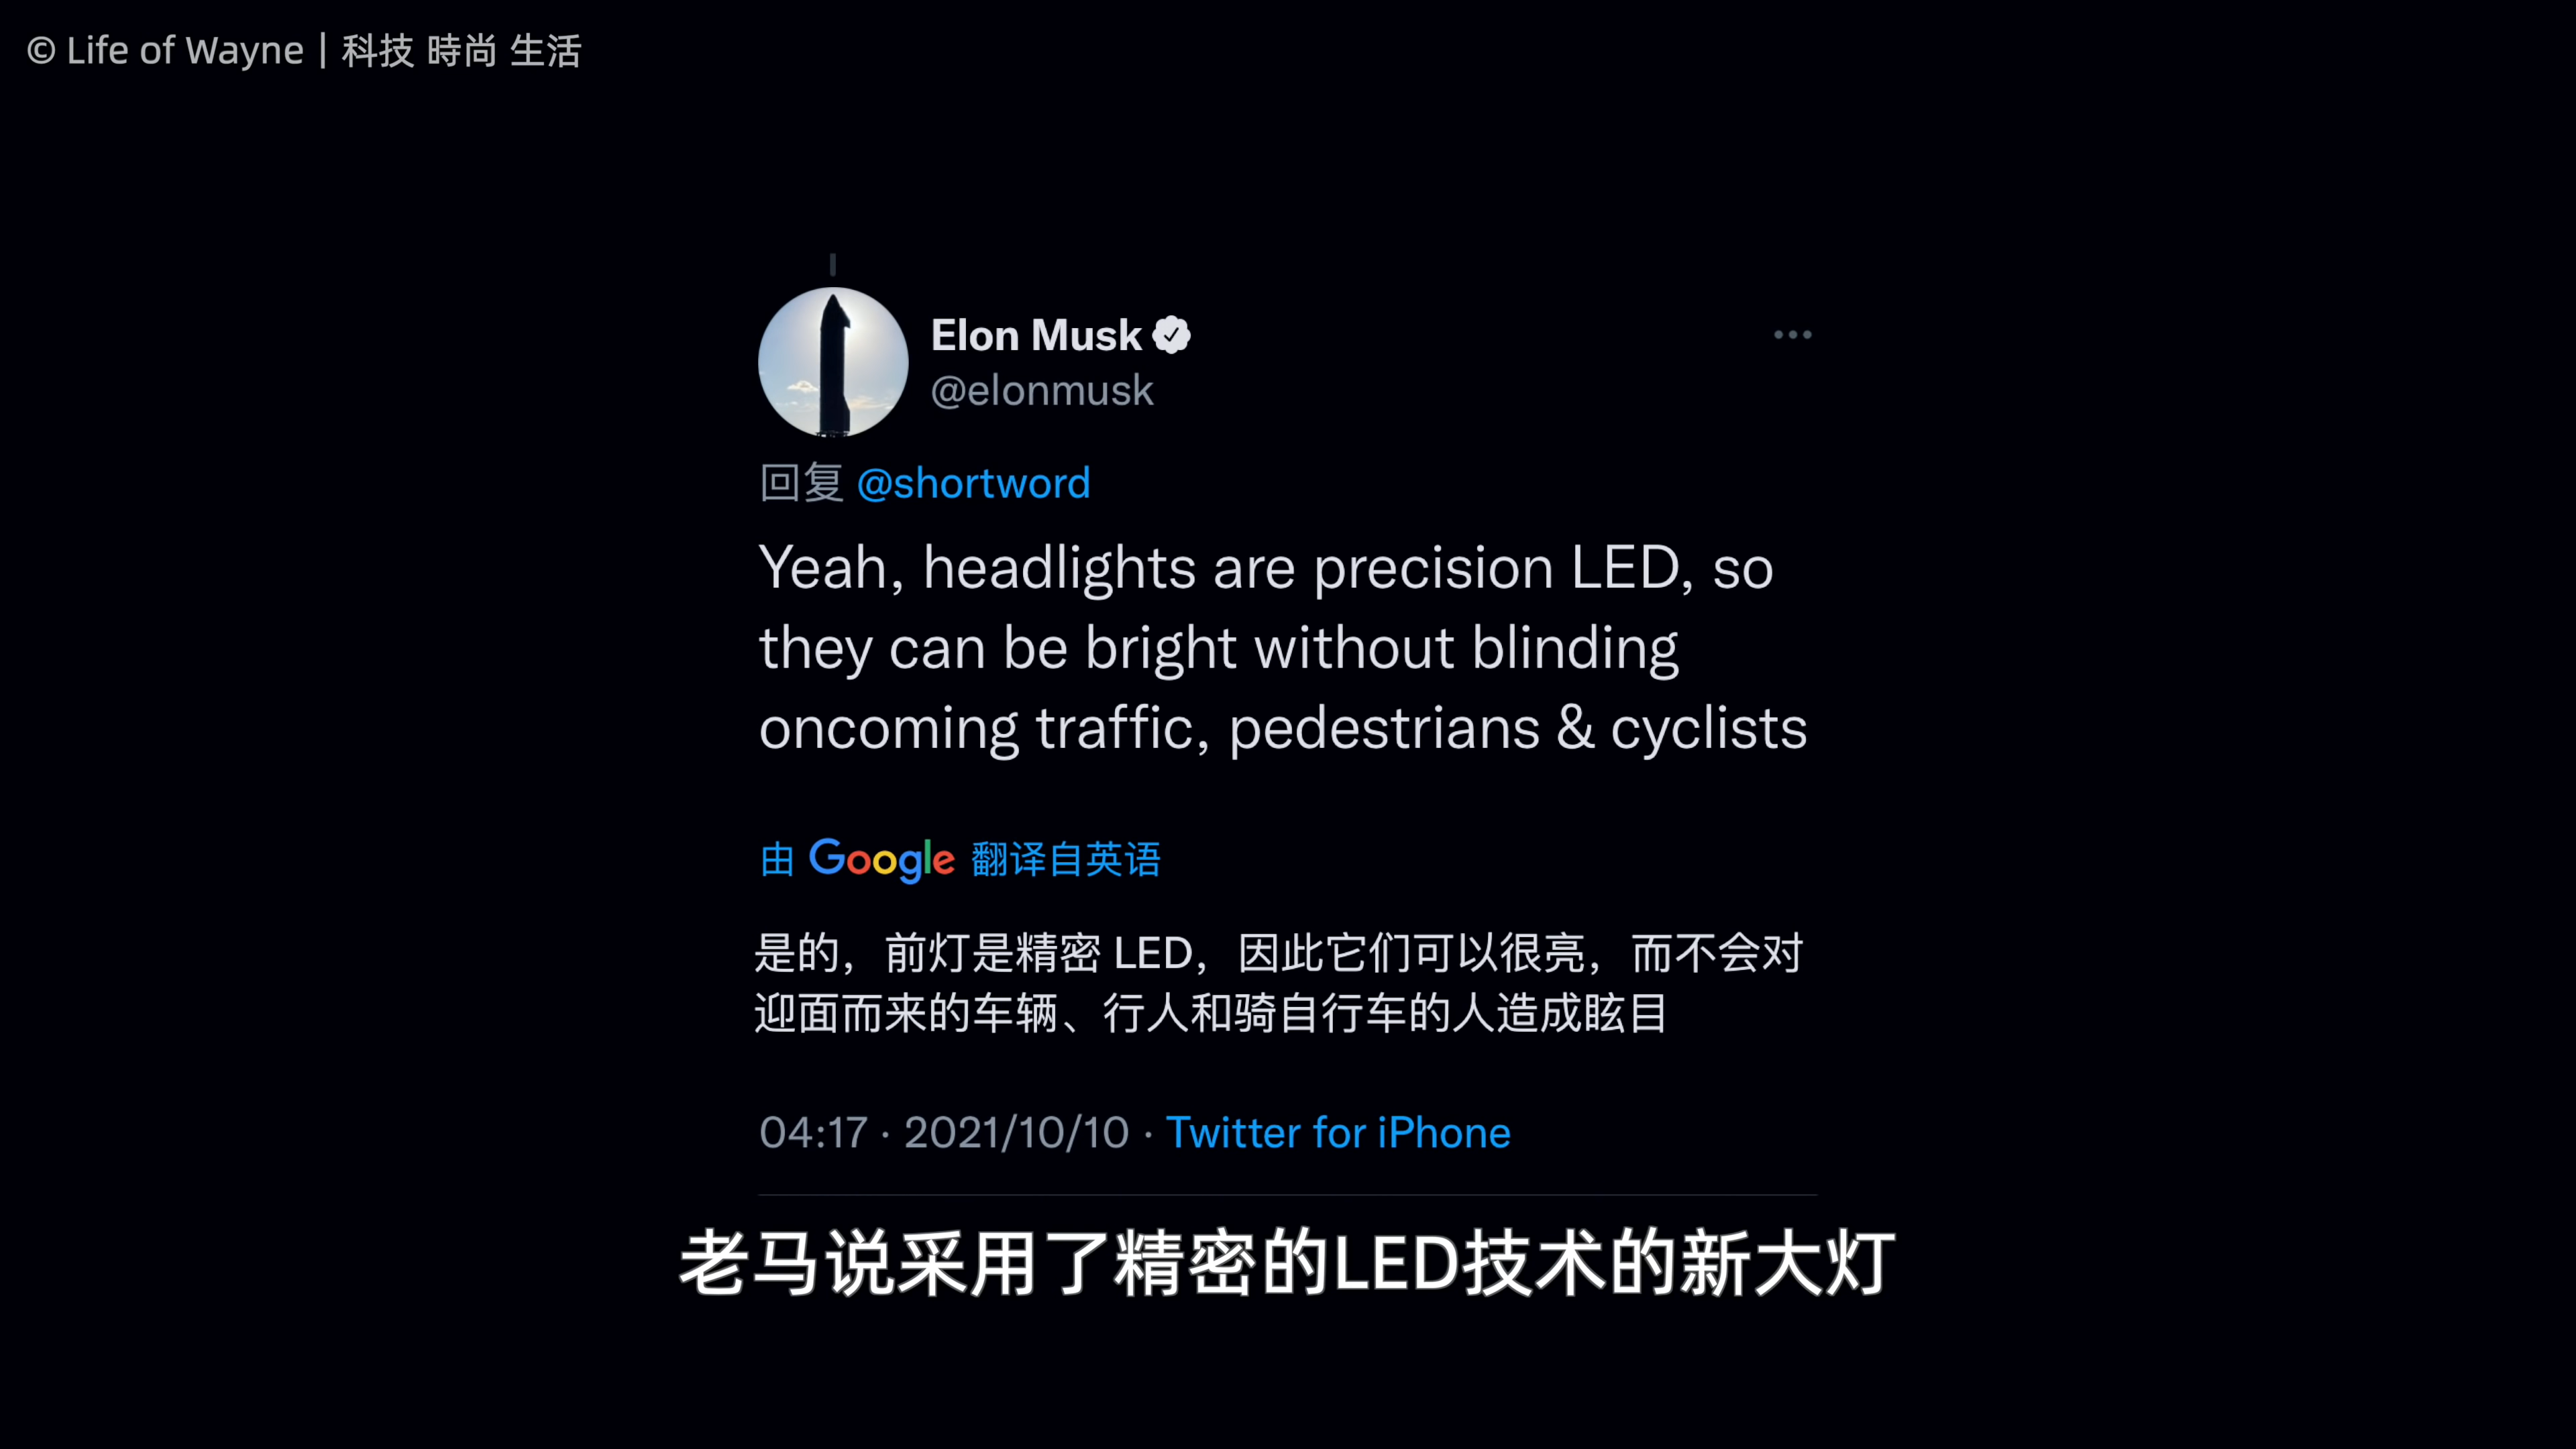 © Life of Wayne｜科技 時尚 生活
Elon Musk
@elonmusk
回复 @shortword
Yeah, headlights are precision LED, so
they can be bright without blinding
oncoming traffic, pedestrians & cyclists
由 Google 翻译自英语
是的，前灯是精密 LED，因此它们可以很亮，而不会对
迎面而来的车辆、行人和骑自行车的人造成眩目
04:17 · 2021/10/10 · Twitter for iPhone
老马说采用了精密的LED技术的新大灯